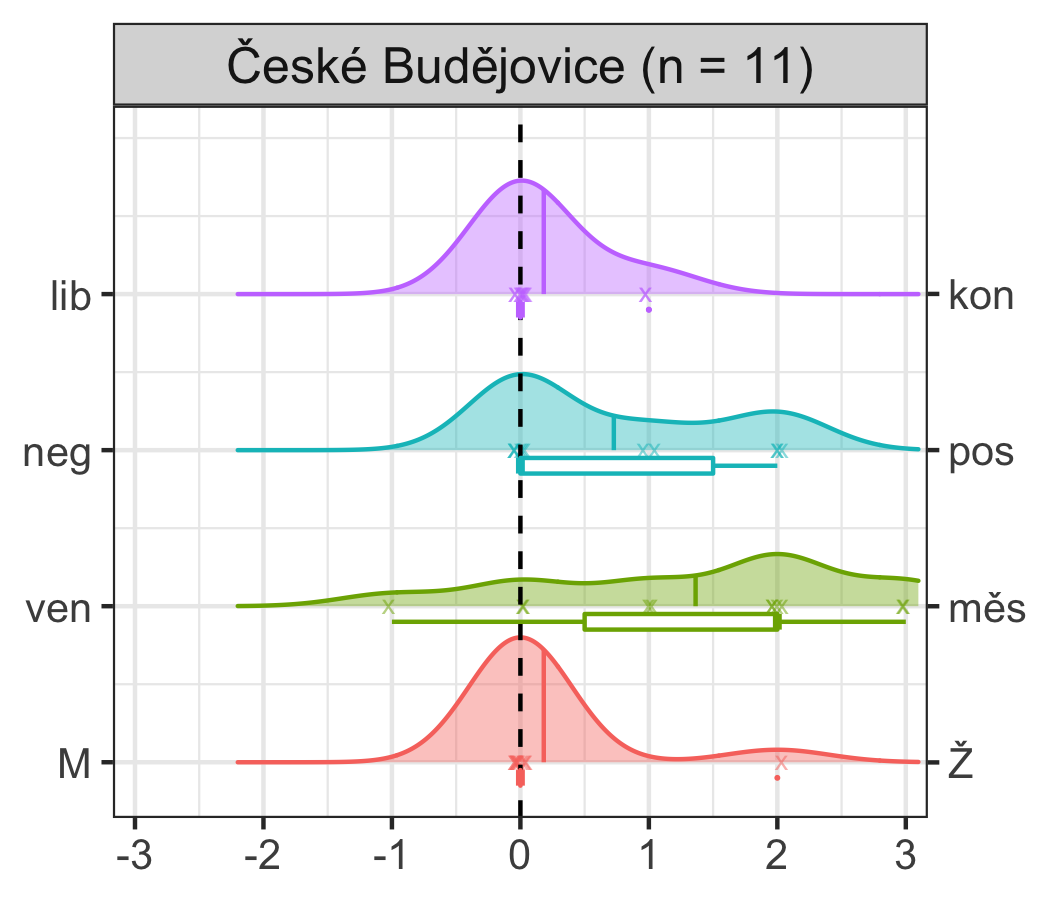 České Budějovice (n = 11)
lib kon
neg pos
ven měs
M Ž
-3 -2 -1 0 1 2 3